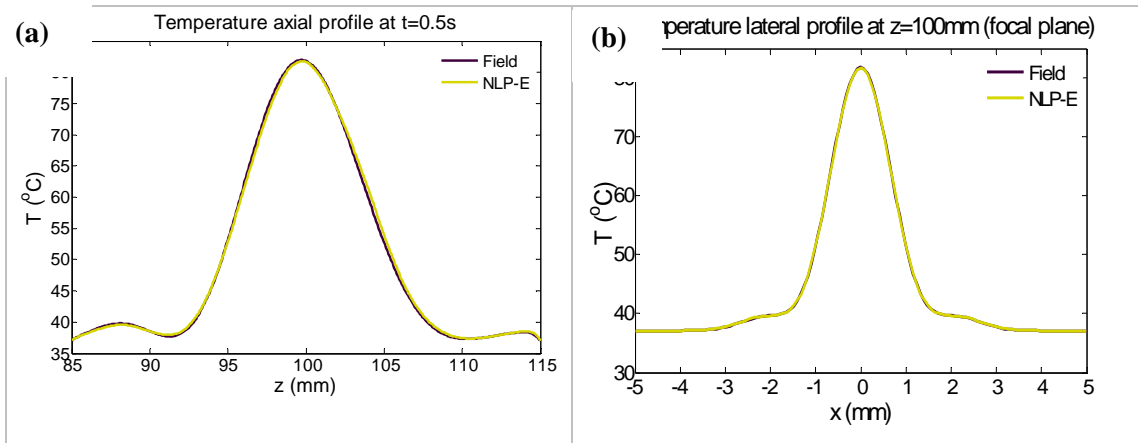 (a)
Temperature axial profile at t=0.5s
Field
NLP-E
75
70
65
60
55
50
45
40
35
T (°C)
85 90 95 100 105 110 115
z (mm)
(b)
perature lateral profile at z=100mm (focal plane)
Field
NLP-E
70
60
50
40
30
T (°C)
-5 -4 -3 -2 -1 0 1 2 3 4 5
x (mm)